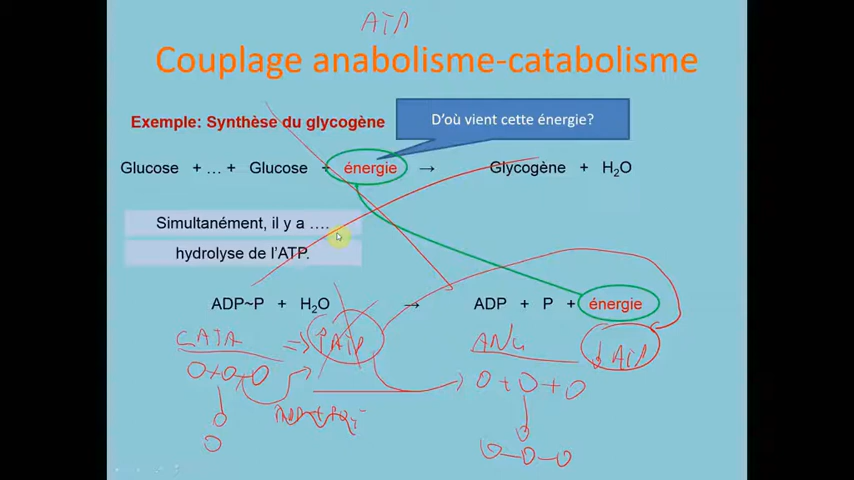 ATP
Couplage anabolisme-catabolisme
Exemple: Synthèse du glycogène
D'où vient cette énergie?
Glucose + ... + Glucose + énergie → Glycogène + H₂O
Simultanément, il y a ....
hydrolyse de l'ATP.
ADP~P + H₂O → ADP + P + énergie
CATA => ↑ATP
ANA ↓ATP
O+O+O
O+O+O
O
O
O-O-O